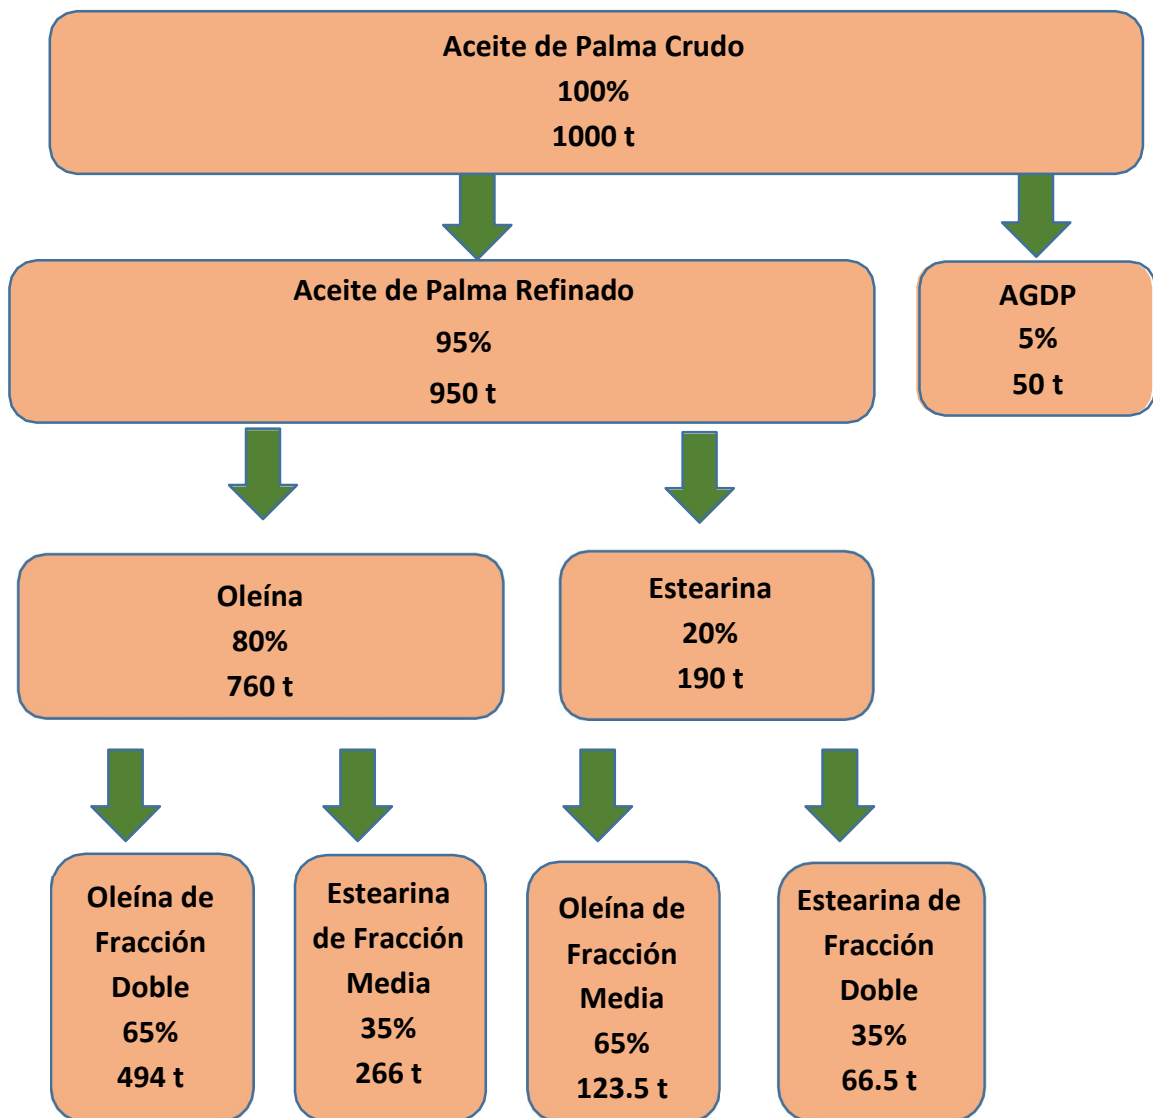 Aceite de Palma Crudo
100%
1000 t
Aceite de Palma Refinado
95%
950 t
AGDP
5%
50 t
Oleína
80%
760 t
Estearina
20%
190 t
Oleína de
Fracción
Doble
65%
494 t
Estearina
de Fracción
Media
35%
266 t
Oleína de
Fracción
Media
65%
123.5 t
Estearina de
Fracción
Doble
35%
66.5 t